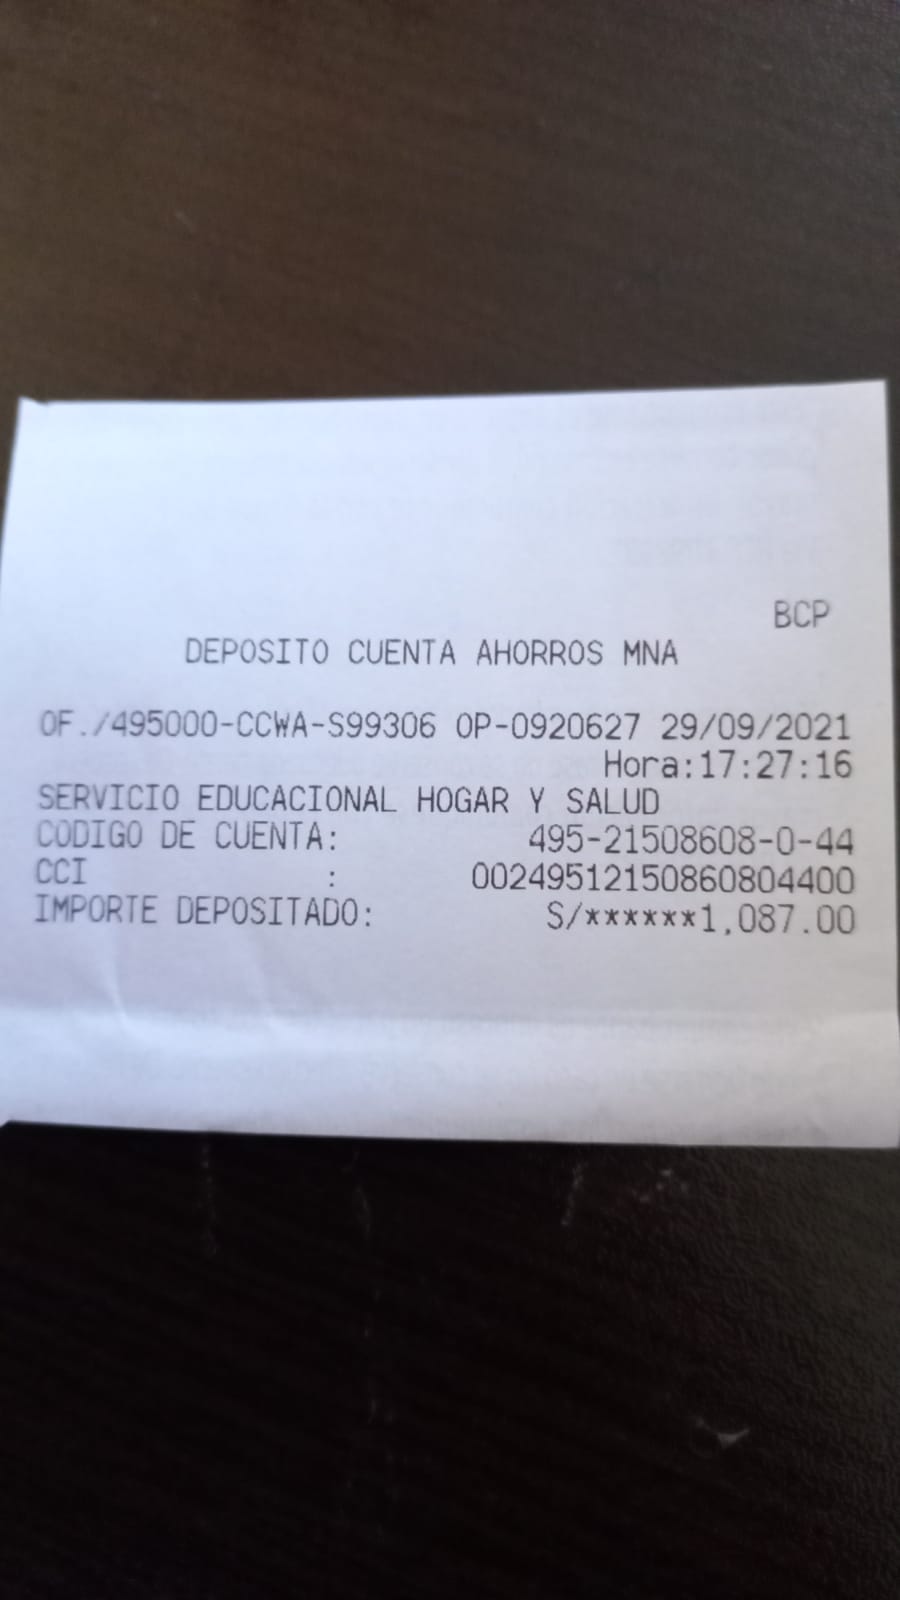 BCP
DEPOSITO CUENTA AHORROS MNA
OF./495000-CCWA-S99306 OP-0920627 29/09/2021
Hora:17:27:16
SERVICIO EDUCACIONAL HOGAR Y SALUD
CODIGO DE CUENTA: 495-21508608-0-44
CCI : 00249512150860804400
IMPORTE DEPOSITADO: S/******1,087.00